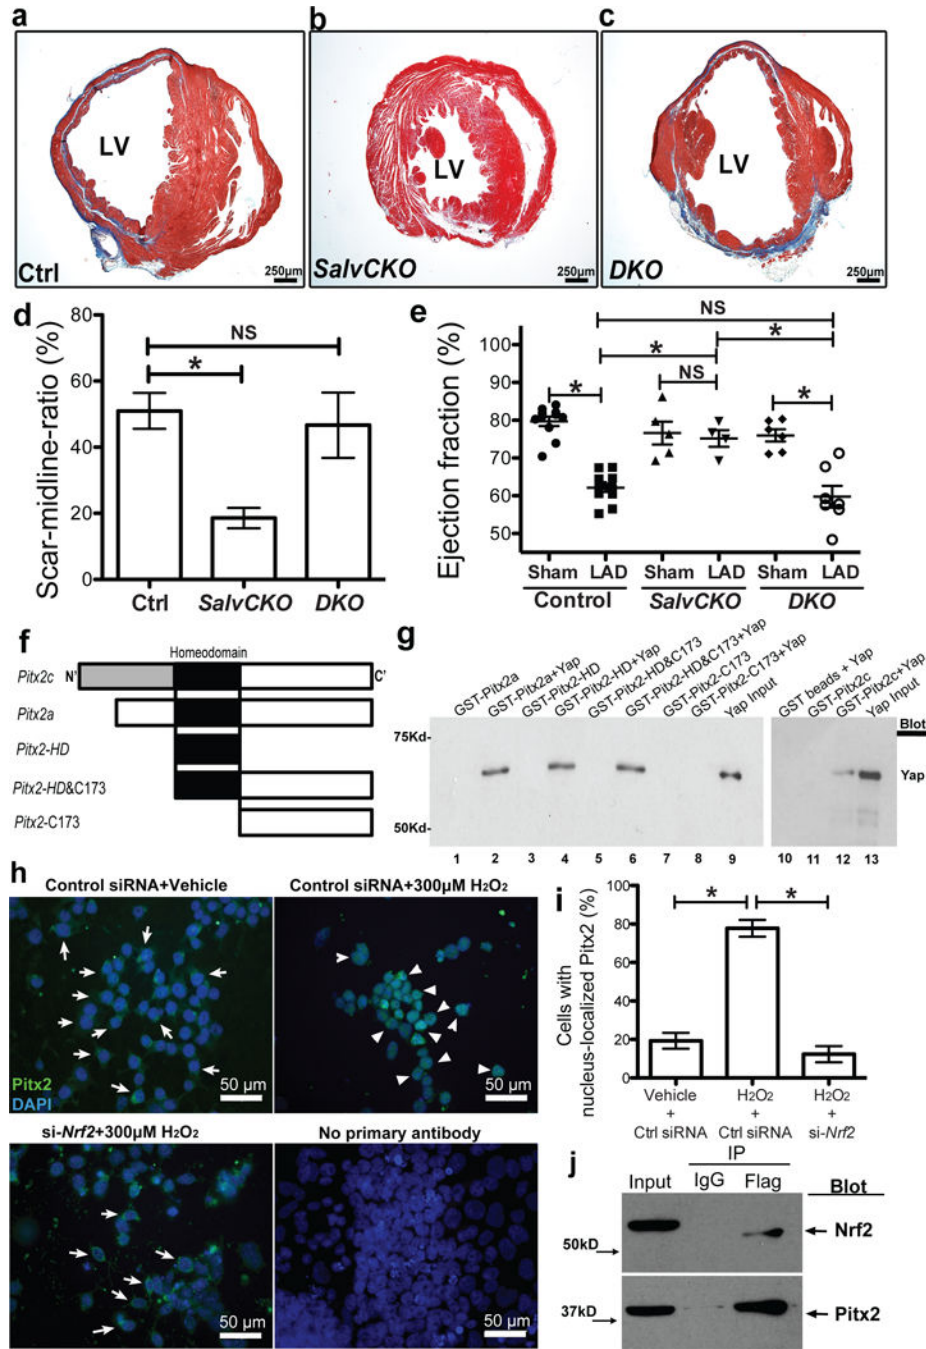 a
b
c
LV
LV
LV
Ctrl
250µm
SalvCKO
250µm
DKO
250µm
d
Scar-midline-ratio (%)
80
60
40
20
0
NS
*
Ctrl
SalvCKO
DKO
e
Ejection fraction (%)
100
90
80
70
60
50
NS
*
*
*
NS
*
Sham LAD Sham LAD Sham LAD
Control SalvCKO DKO
f
Homeodomain
Pitx2c N' C'
Pitx2a
Pitx2-HD
Pitx2-HD&C173
Pitx2-C173
g
GST-Pitx2a
GST-Pitx2a+Yap
GST-Pitx2-HD
GST-Pitx2-HD+Yap
GST-Pitx2-HD&C173
GST-Pitx2-HD&C173+Yap
GST-Pitx2-C173
GST-Pitx2-C173+Yap
Yap Input
GST beads + Yap
GST-Pitx2c
GST-Pitx2c+Yap
Yap Input
75Kd-
50Kd-
Blot
Yap
1 2 3 4 5 6 7 8 9 10 11 12 13
h
Control siRNA+Vehicle
Control siRNA+300µM H₂O₂
Pitx2
DAPI
50 µm
50 µm
si-Nrf2+300µM H₂O₂
No primary antibody
50 µm
50 µm
i
Cells with
nucleus-localized Pitx2 (%)
100
80
60
40
20
0
*
*
Vehicle
+
Ctrl siRNA
H₂O₂
+
Ctrl siRNA
H₂O₂
+
si-Nrf2
j
IP
Input IgG Flag
Blot
50kD
Nrf2
37kD
Pitx2